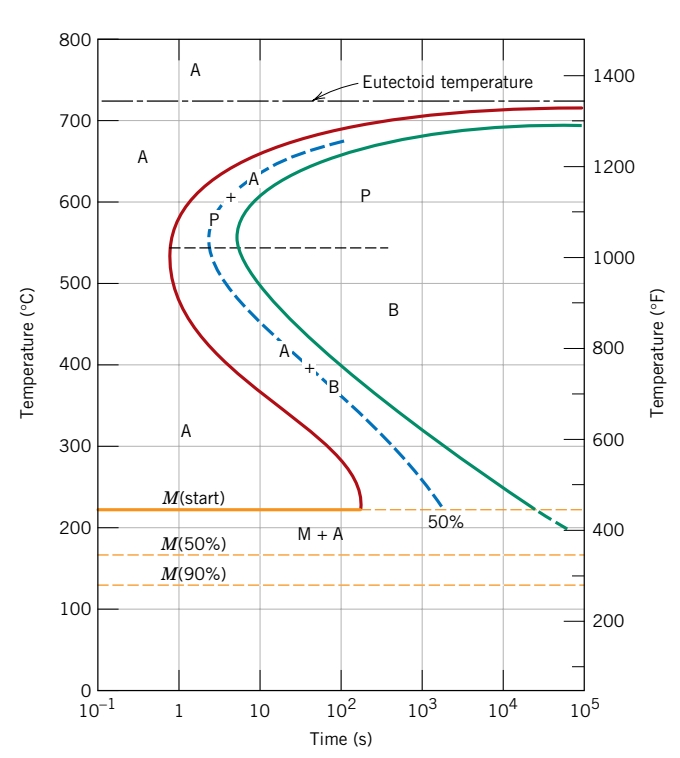 800
A
Eutectoid temperature
1400
700
A
1200
A
+
P
600
P
1000
500
B
Temperature (°C)
Temperature (°F)
A
800
400
+
B
A
600
300
M(start)
50%
200
M + A
400
M(50%)
M(90%)
100
200
0
10⁻¹ 1 10 10² 10³ 10⁴ 10⁵
Time (s)